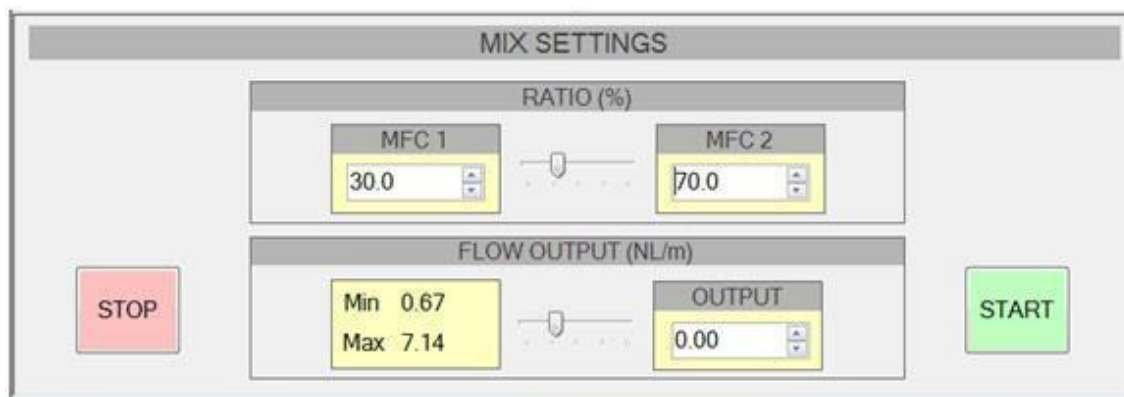 MIX SETTINGS
RATIO (%)
MFC 1
MFC 2
30.0
70.0
FLOW OUTPUT (NL/m)
STOP
Min 0.67
Max 7.14
OUTPUT
0.00
START